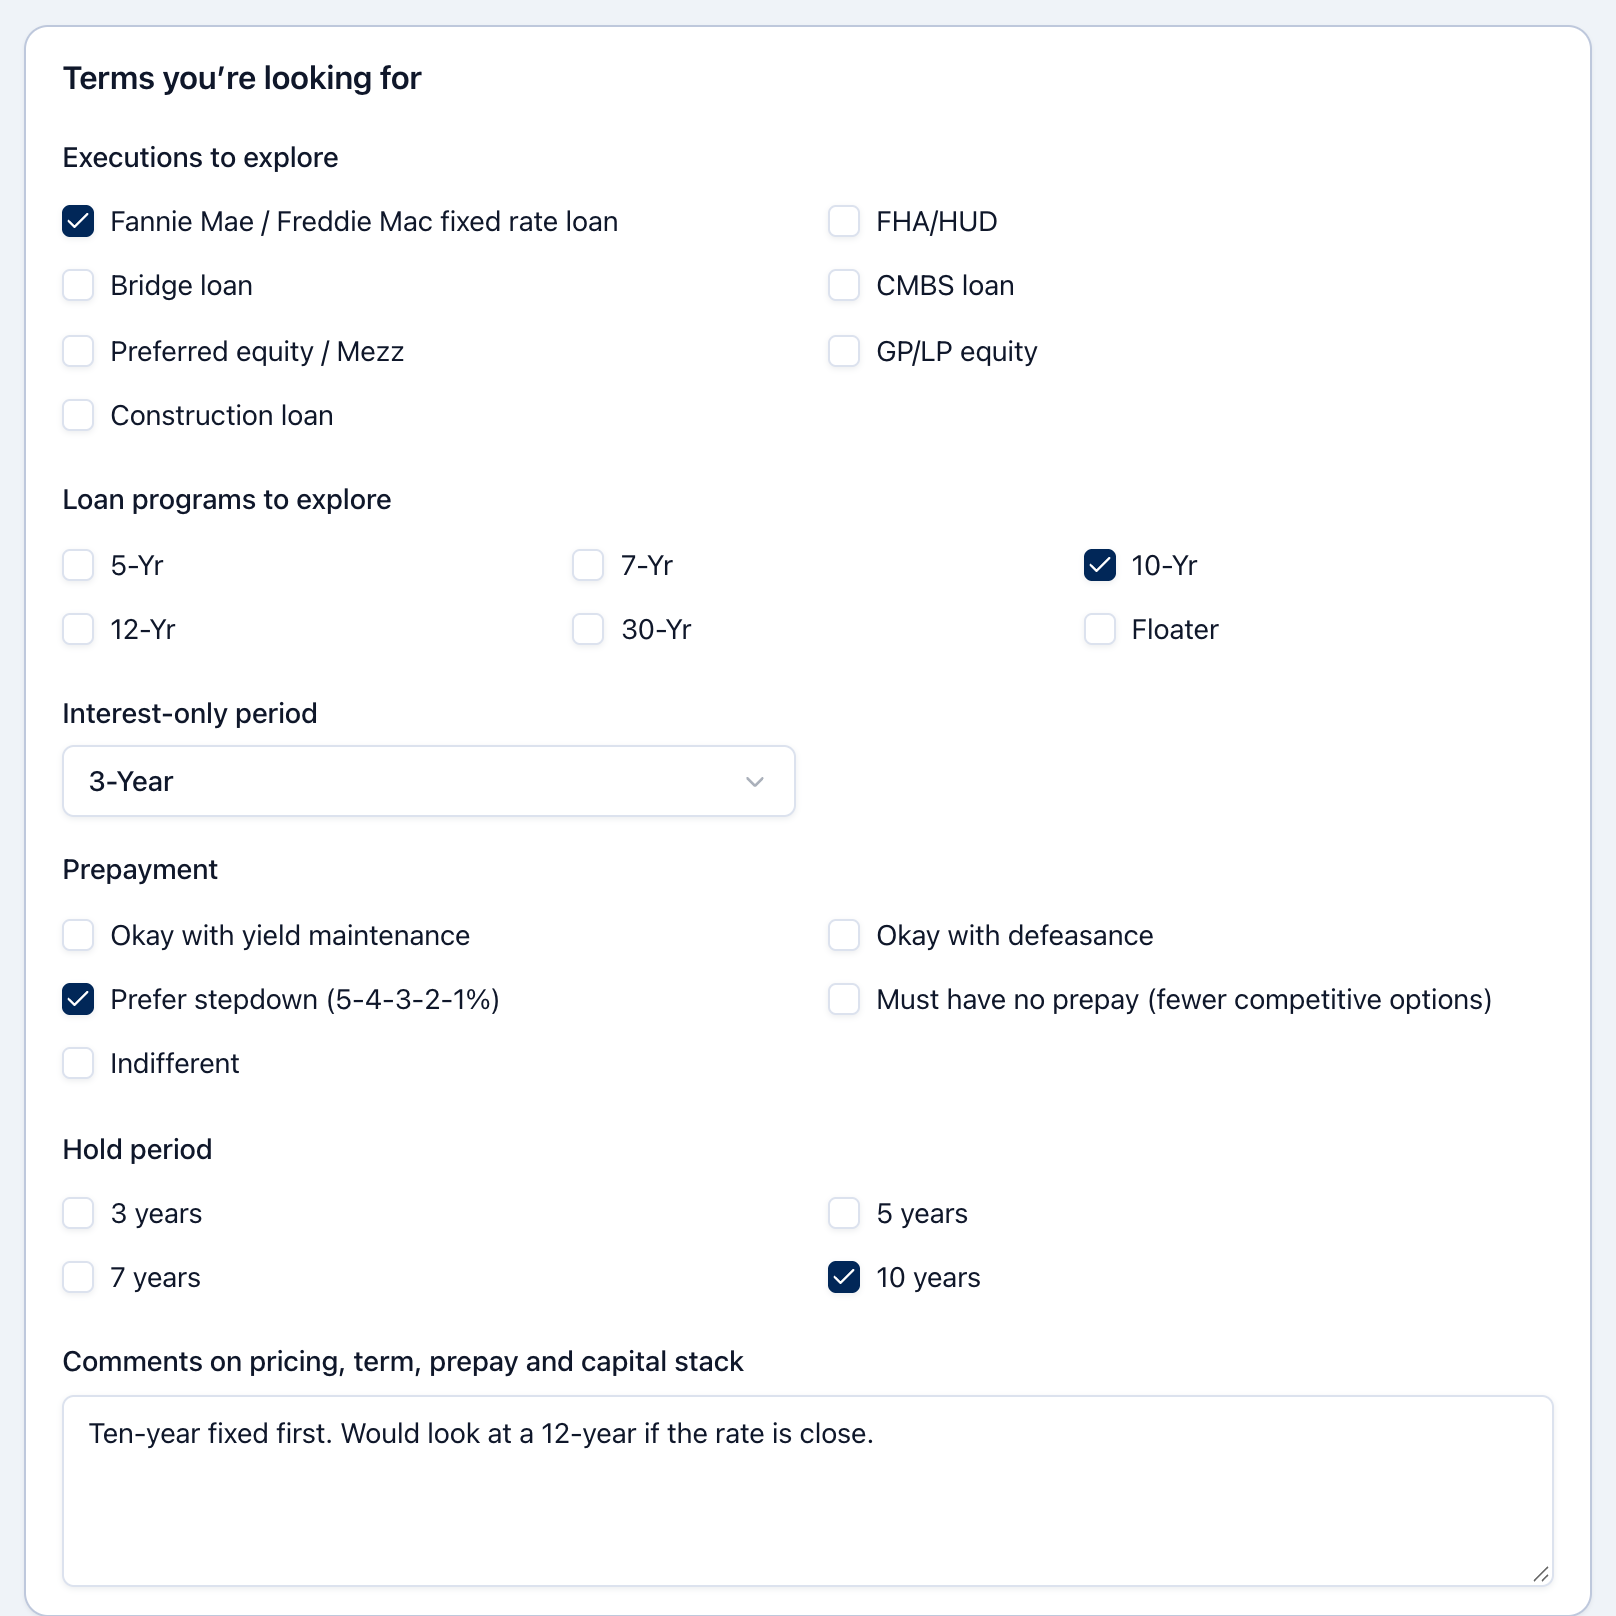 Terms you’re looking for
Executions to explore
Fannie Mae / Freddie Mac fixed rate loan
FHA/HUD
Bridge loan
CMBS loan
Preferred equity / Mezz
GP/LP equity
Construction loan
Loan programs to explore
5-Yr
7-Yr
10-Yr
12-Yr
30-Yr
Floater
Interest-only period
3-Year
Prepayment
Okay with yield maintenance
Okay with defeasance
Prefer stepdown (5-4-3-2-1%)
Must have no prepay (fewer competitive options)
Indifferent
Hold period
3 years
5 years
7 years
10 years
Comments on pricing, term, prepay and capital stack
Ten-year fixed first. Would look at a 12-year if the rate is close.